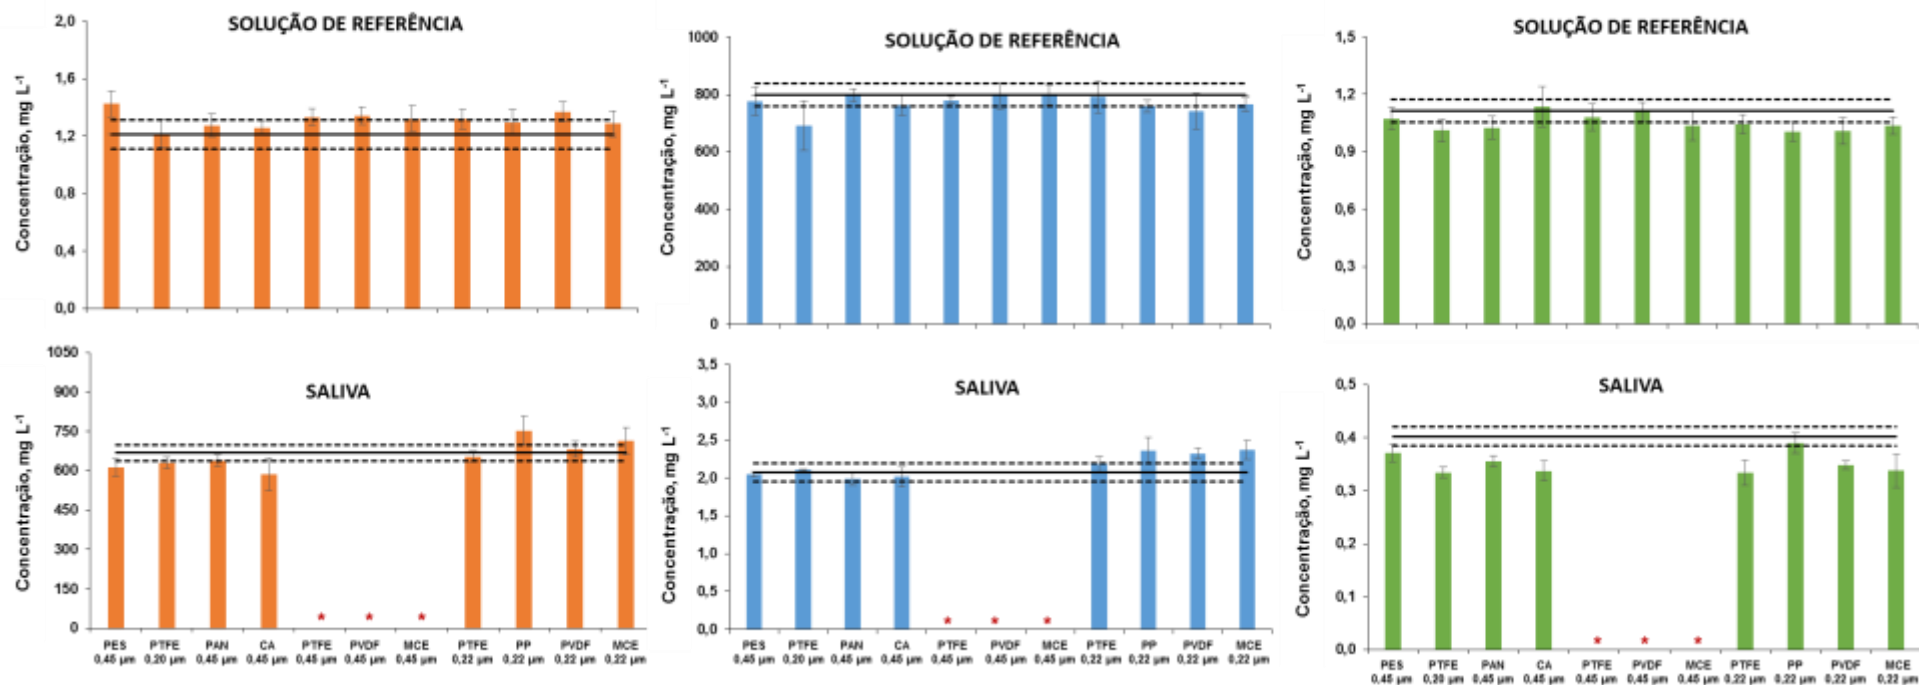 SOLUÇÃO DE REFERÊNCIA
Concentração, mg L-1
2,0
1,6
1,2
0,8
0,4
0,0
SOLUÇÃO DE REFERÊNCIA
Concentração, mg L-1
1000
800
600
400
200
0
SOLUÇÃO DE REFERÊNCIA
Concentração, mg L-1
1,5
1,2
0,9
0,6
0,3
0,0
SALIVA
Concentração, mg L-1
1050
900
750
600
450
300
150
0
* * *
PES PTFE PAN CA PTFE PVDF MCE PTFE PP PVDF MCE
0,45 µm 0,20 µm 0,45 µm 0,45 µm 0,45 µm 0,45 µm 0,45 µm 0,22 µm 0,22 µm 0,22 µm 0,22 µm
SALIVA
Concentração, mg L-1
3,5
3,0
2,5
2,0
1,5
1,0
0,5
0,0
* * *
PES PTFE PAN CA PTFE PVDF MCE PTFE PP PVDF MCE
0,45 µm 0,20 µm 0,45 µm 0,45 µm 0,45 µm 0,45 µm 0,45 µm 0,22 µm 0,22 µm 0,22 µm 0,22 µm
SALIVA
Concentração, mg L-1
0,5
0,4
0,3
0,2
0,1
0,0
* * *
PES PTFE PAN CA PTFE PVDF MCE PTFE PP PVDF MCE
0,45 µm 0,20 µm 0,45 µm 0,45 µm 0,45 µm 0,45 µm 0,45 µm 0,22 µm 0,22 µm 0,22 µm 0,22 µm